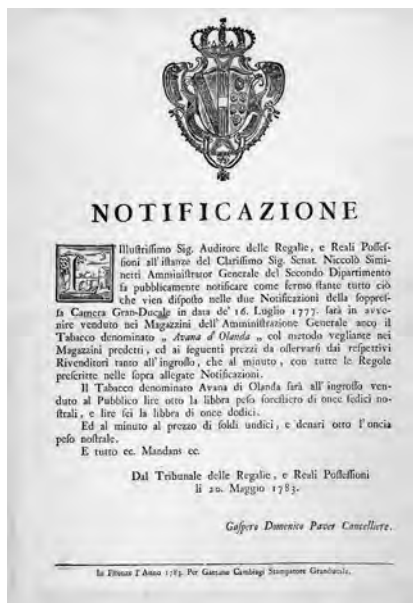 NOTIFICAZIONE
L'Illustrissimo Sig. Auditore delle Regalie, e Reali Possess-
sioni all'istanze del Clarissimo Sig. Senat. Niccolò Simi-
netti Amministrator Generale del Secondo Dipartimento
fa pubblicamente notificare come fermo stante tutto ciò
che vien disposto nelle due Notificazioni della soppres-
sa Camera Gran-Ducale in data de' 16. Luglio 1777. sarà in avve-
nire venduto nei Magazzini dell'Amministrazione Generale anco il
Tabacco denominato „ Avana d'Olanda „ col metodo vegliante nei
Magazzini predetti, ed ai seguenti prezzi da osservarsi dai respettivi
Rivenditori tanto all'ingrosso, che al minuto, con tutte le Regole
prescritte nelle sopra allegate Notificazioni.
Il Tabacco denominato Avana di Olanda sarà all'ingrosso ven-
duto al Pubblico lire otto la libbra peso forestiero di once sedici no-
strali, e lire sei la libbra di once dodici.
Ed al minuto al prezzo di soldi undici, e denari otto l'oncia
peso nostrale.
E tutto ec. Mandans ec.
Dal Tribunale delle Regalie, e Reali Possessioni
li 20. Maggio 1783.
Gaspero Domenico Paver Cancelliere.
In Firenze l'Anno 1783. Per Gaetano Cambiagi Stampatore Granducale.